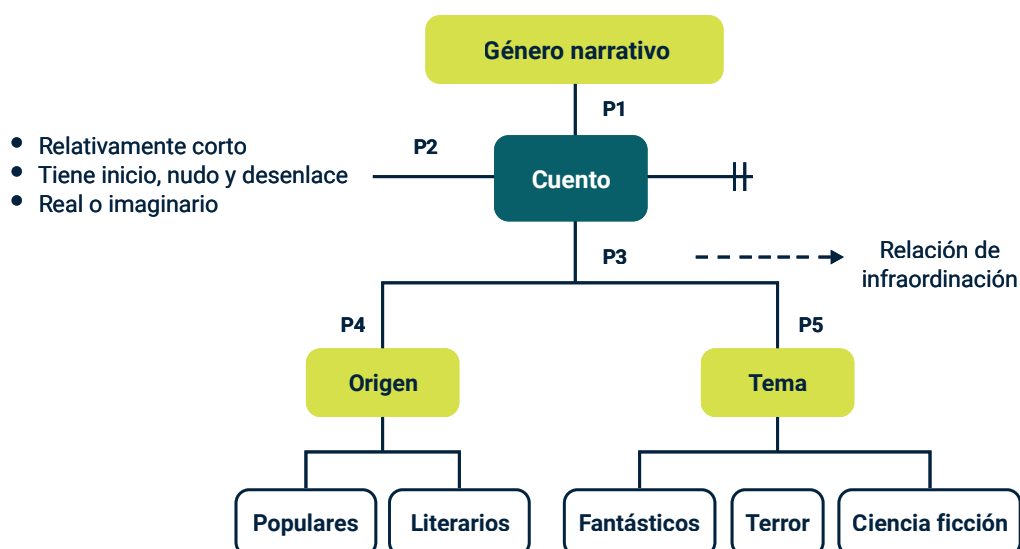 Género narrativo
P1
P2
• Relativamente corto
• Tiene inicio, nudo y desenlace
• Real o imaginario
Cuento
P3
Relación de
infraordinación
P4
P5
Origen
Tema
Populares
Literarios
Fantásticos
Terror
Ciencia ficción